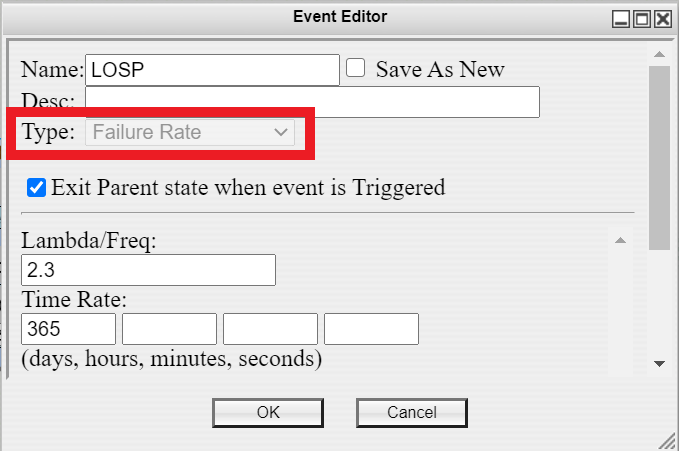 Event Editor
Name: LOSP Save As New
Desc:
Type: Failure Rate
Exit Parent state when event is Triggered
Lambda/Freq:
2.3
Time Rate:
365
(days, hours, minutes, seconds)
OK Cancel